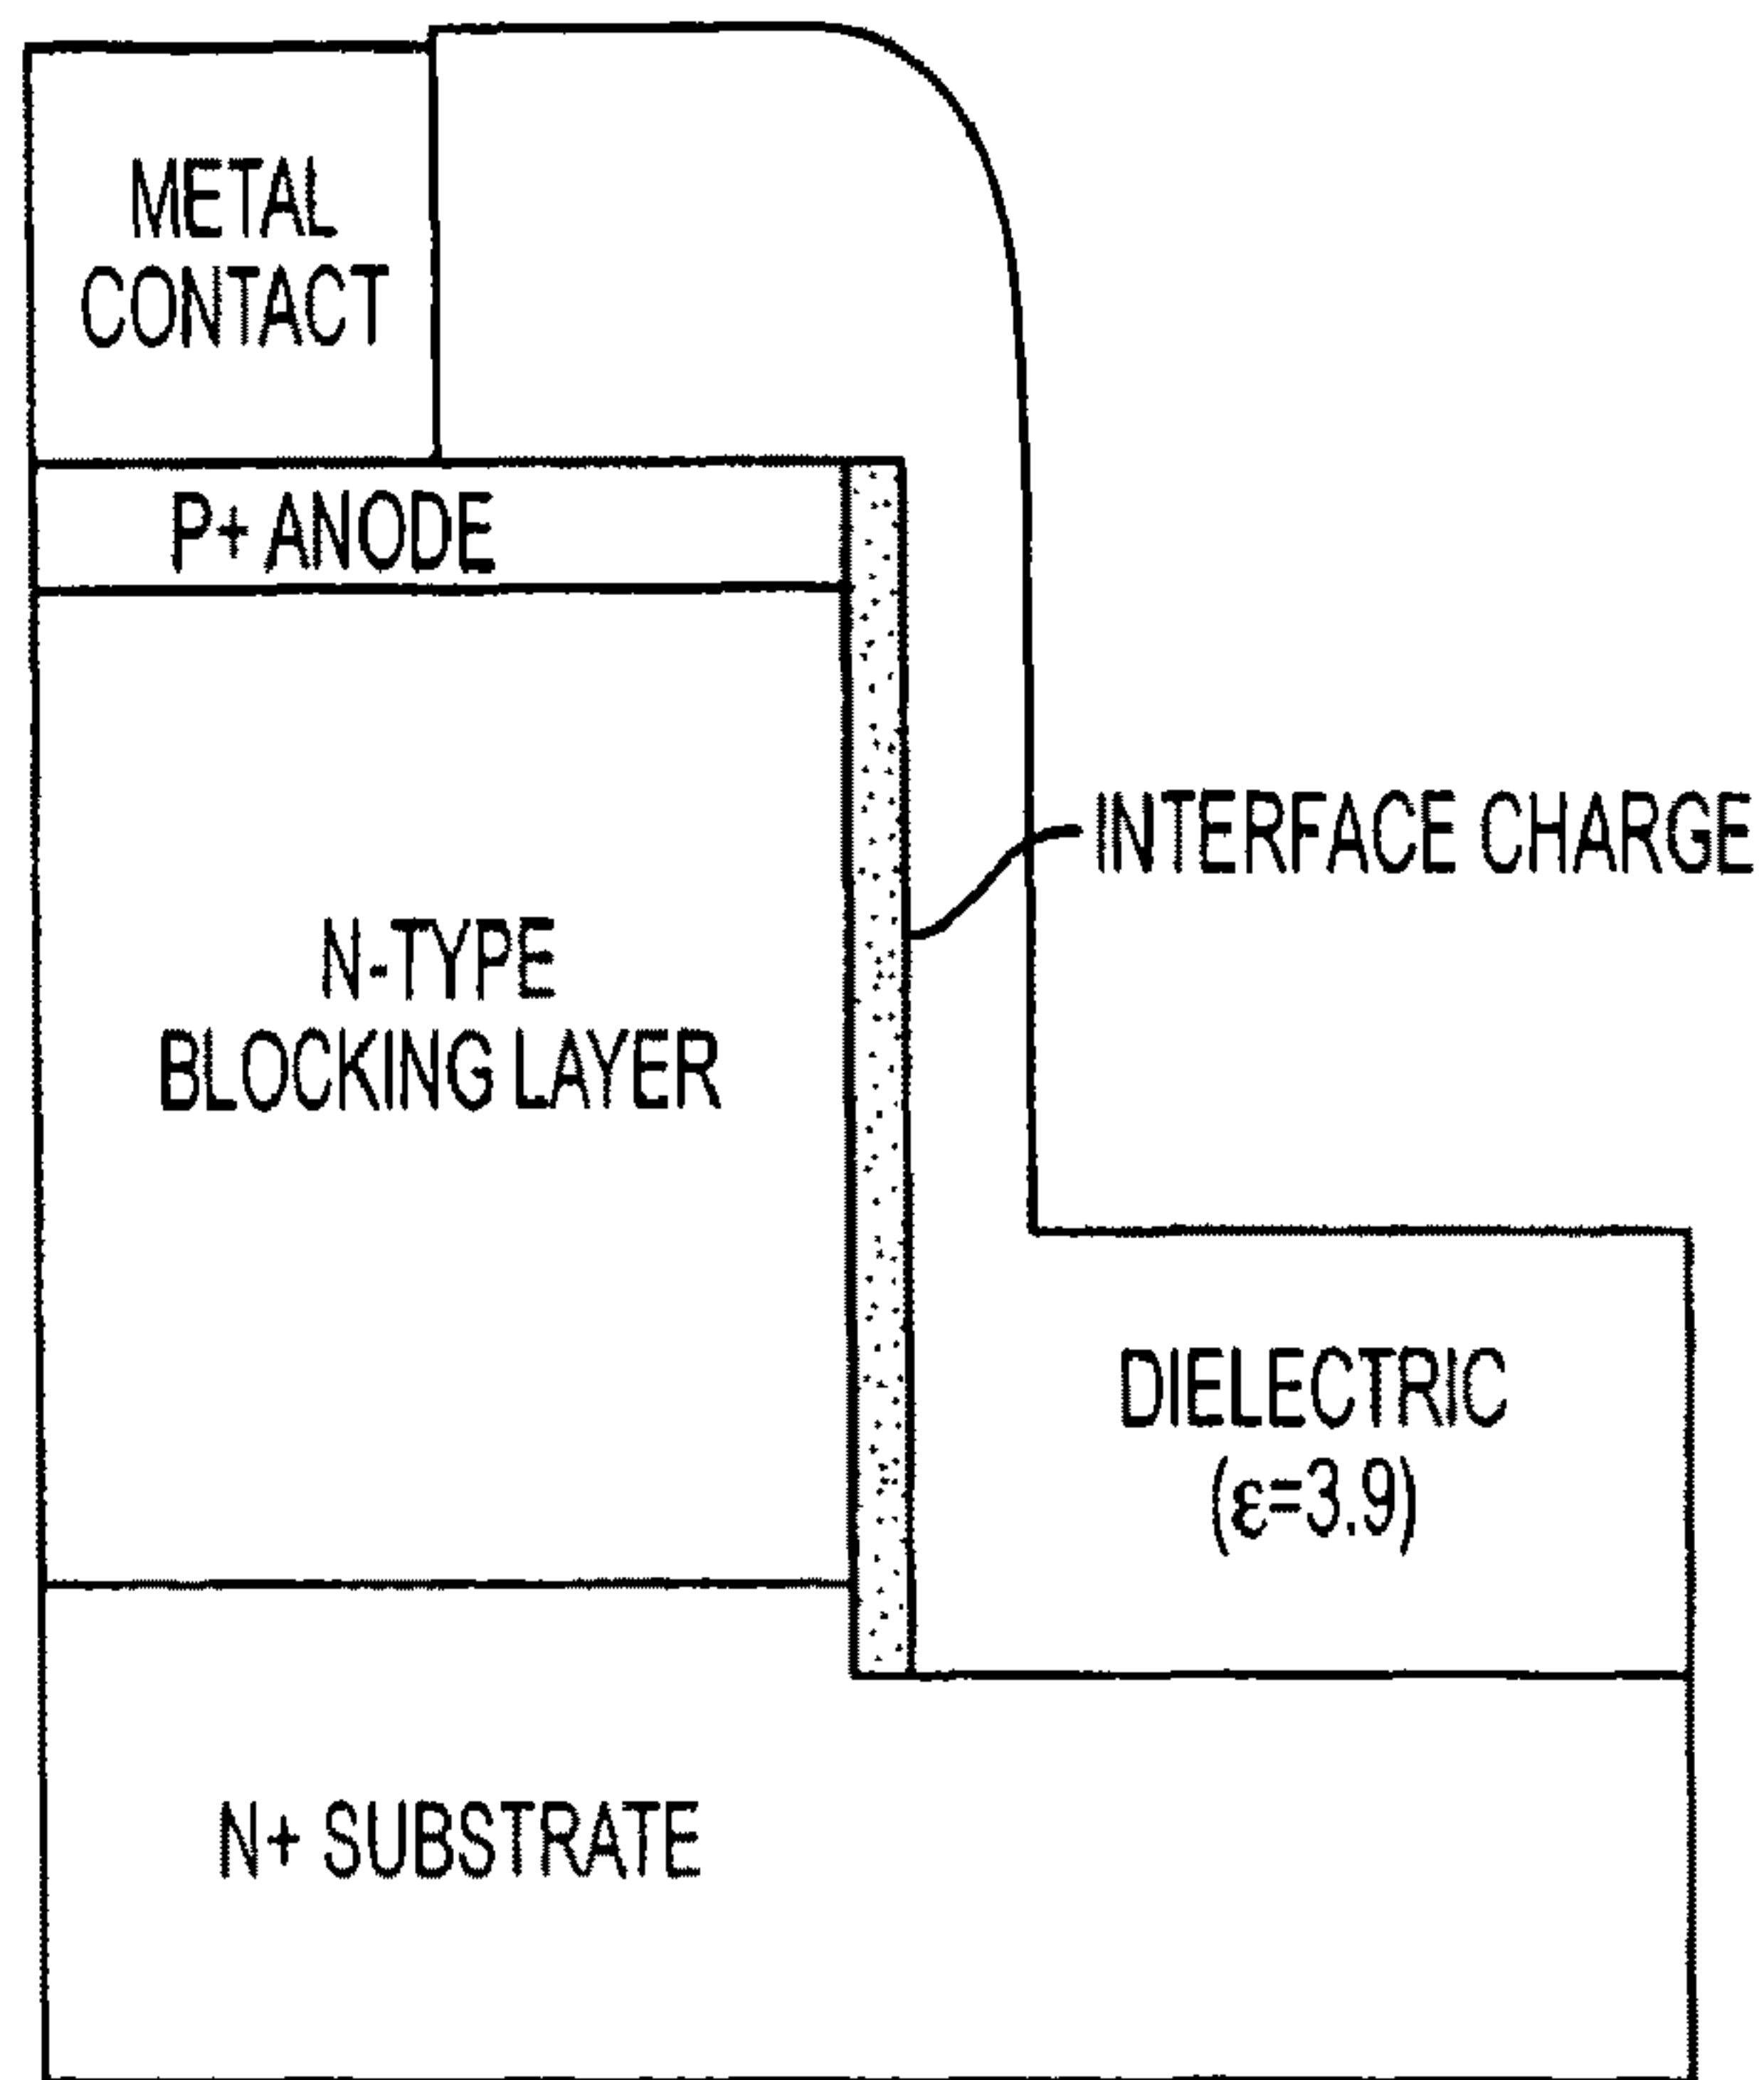 METAL
CONTACT
P+ ANODE
INTERFACE CHARGE
N-TYPE
BLOCKING LAYER
DIELECTRIC
(ε=3.9)
N+ SUBSTRATE